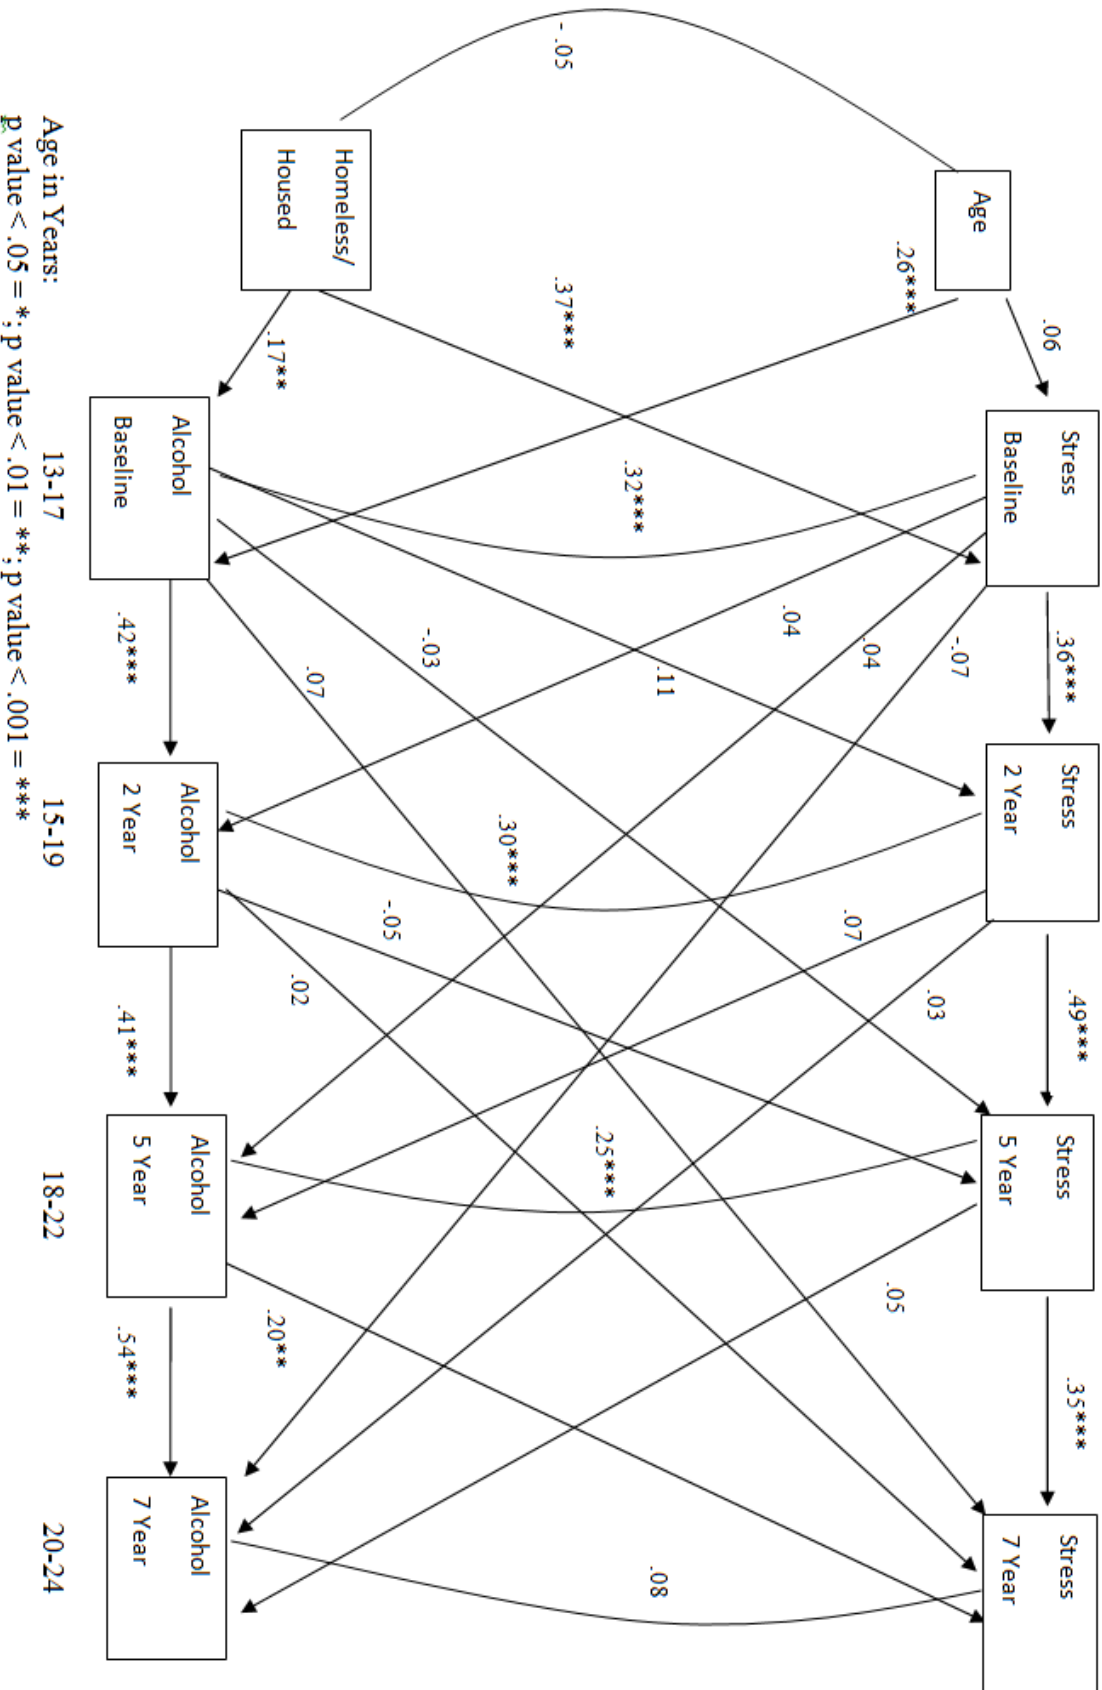 Age
Homeless/
Housed
-.05
.06
.26***
.37***
.17**
Stress
Baseline
Stress
2 Year
Stress
5 Year
Stress
7 Year
.36***
.49***
.35***
-.07
.04
.04
.32***
.11
-.03
.07
.03
.07
.30***
-.05
.02
.05
.25***
.20**
.08
.42***
.41***
.54***
Alcohol
Baseline
Alcohol
2 Year
Alcohol
5 Year
Alcohol
7 Year
Age in Years: 13-17 15-19 18-22 20-24
p value < .05 = *; p value < .01 = **; p value < .001 = ***